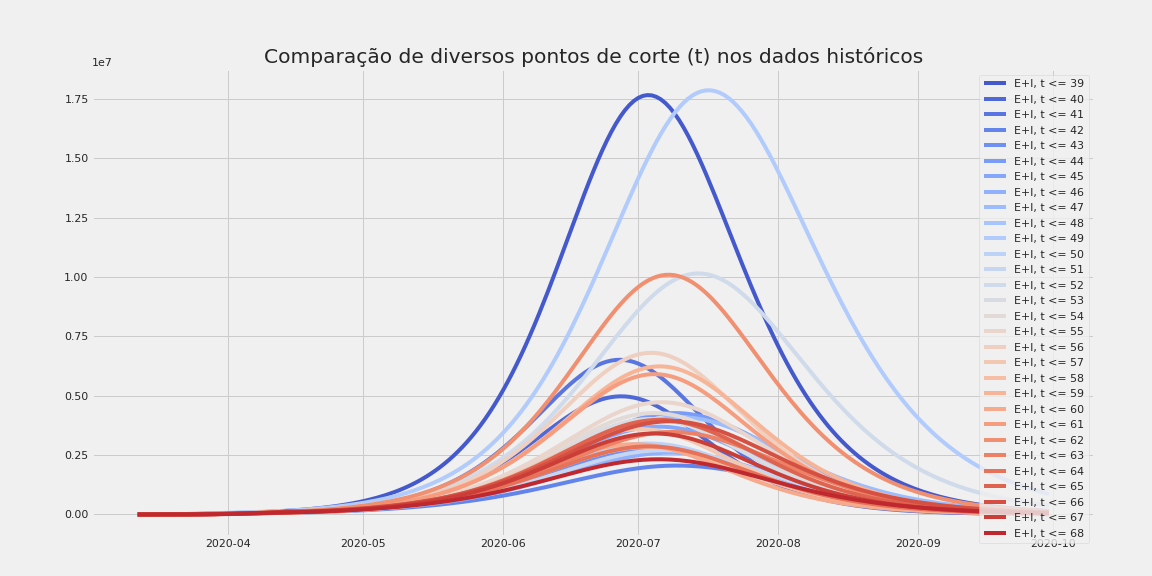 Comparação de diversos pontos de corte (t) nos dados históricos
1e7
1.75
1.50
1.25
1.00
0.75
0.50
0.25
0.00
2020-04 2020-05 2020-06 2020-07 2020-08 2020-09 2020-10
E+I, t <= 39
E+I, t <= 40
E+I, t <= 41
E+I, t <= 42
E+I, t <= 43
E+I, t <= 44
E+I, t <= 45
E+I, t <= 46
E+I, t <= 47
E+I, t <= 48
E+I, t <= 49
E+I, t <= 50
E+I, t <= 51
E+I, t <= 52
E+I, t <= 53
E+I, t <= 54
E+I, t <= 55
E+I, t <= 56
E+I, t <= 57
E+I, t <= 58
E+I, t <= 59
E+I, t <= 60
E+I, t <= 61
E+I, t <= 62
E+I, t <= 63
E+I, t <= 64
E+I, t <= 65
E+I, t <= 66
E+I, t <= 67
E+I, t <= 68